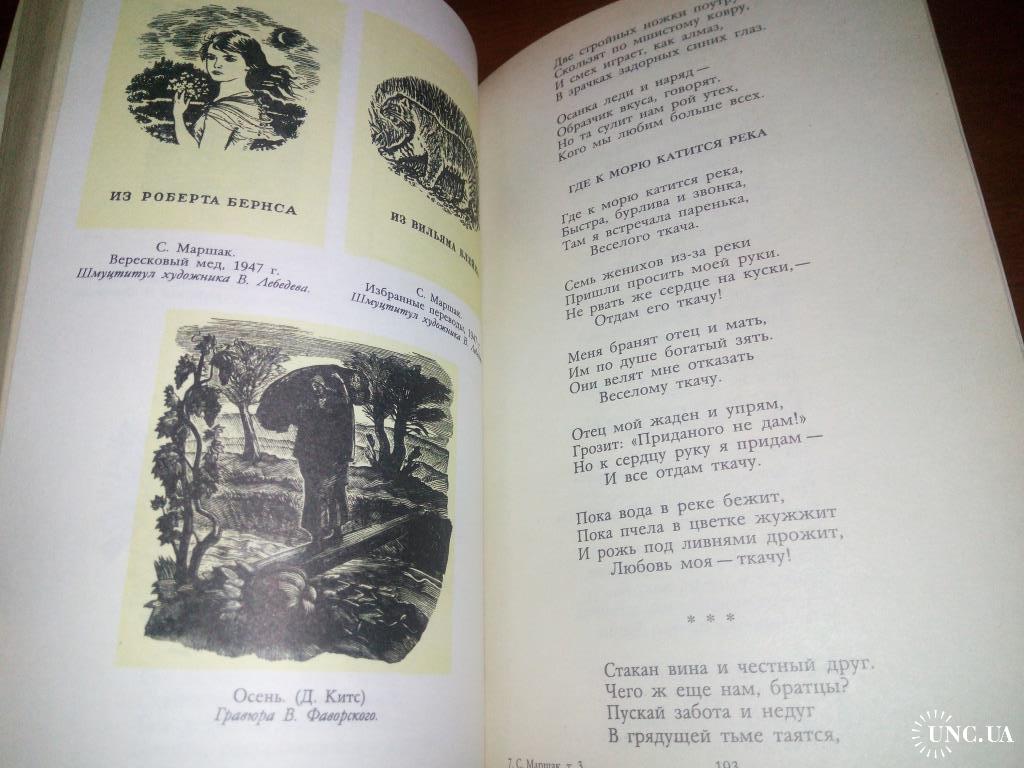 ИЗ РОБЕРТА БЕРНСА
С. Маршак.
Вересковый мед, 1947 г.
Шмуцтитул художника В. Лебедева.
ИЗ ВИЛЬЯМА
С. Маршак.
Избранные переводы,
Шмуцтитул художника В.
Осень. (Д. Китс)
Гравюра В. Фаворского.
Две стройных ножки поутру
Скользят по мшистому ковру,
И смех играет, как алмаз,
В зрачках задорных синих глаз.
Осанка леди и наряд —
Образчик вкуса, говорят.
Но та сулит нам рой утех,
Кого мы любим больше всех.
ГДЕ К МОРЮ КАТИТСЯ РЕКА
Где к морю катится река,
Быстра, бурлива и звонка,
Там я встречала паренька,
Веселого ткача.
Семь женихов из-за реки
Пришли просить моей руки.
Не рвать же сердце на куски,—
Отдам его ткачу!
Меня бранят отец и мать,
Им по душе богатый зять.
Они велят мне отказать
Веселому ткачу.
Отец мой жаден и упрям,
Грозит: «Приданого не дам!»
Но к сердцу руку я придам —
И все отдам ткачу.
Пока вода в реке бежит,
Пока пчела в цветке жужжит
И рожь под ливнями дрожит,
Любовь моя — ткачу!
* * *
Стакан вина и честный друг.
Чего ж еще нам, братцы?
Пускай забота и недуг
В грядущей тьме таятся,
7. С. Маршак, т. 3
193
UNC.UA